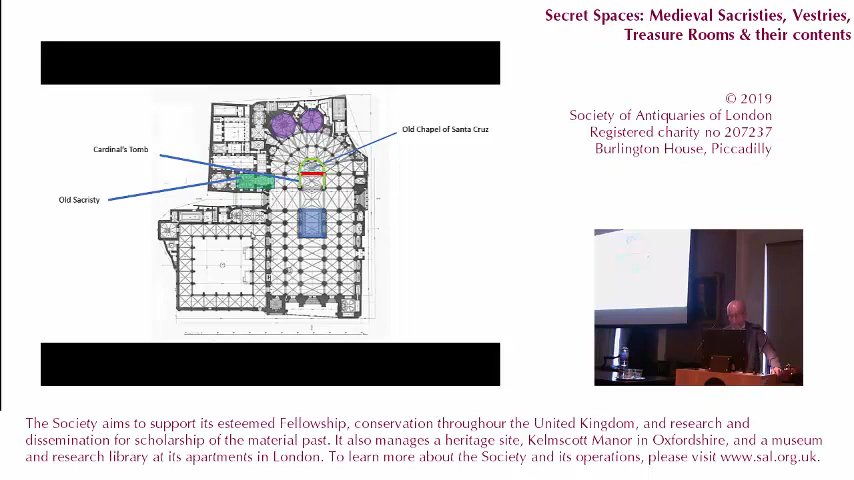 Secret Spaces: Medieval Sacristies, Vestries,
Treasure Rooms & their contents
© 2019
Society of Antiquaries of London
Registered charity no 207237
Burlington House, Piccadilly
Old Chapel of Santa Cruz
Cardinal's Tomb
Old Sacristy
The Society aims to support its esteemed Fellowship, conservation throughour the United Kingdom, and research and
dissemination for scholarship of the material past. It also manages a heritage site, Kelmscott Manor in Oxfordshire, and a museum
and research library at its apartments in London. To learn more about the Society and its operations, please visit www.sal.org.uk.